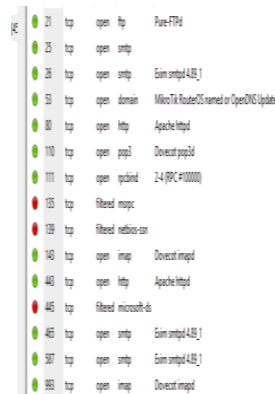 21 tcp open ftp Pure-FTPd
25 tcp open smtp
26 tcp open smtp Exim smtpd 4.89_1
53 tcp open domain MikroTik RouterOS named or OpenDNS Update
80 tcp open http Apache httpd
110 tcp open pop3 Dovecot pop3d
111 tcp open rpcbind 2-4 (RPC #100000)
135 tcp filtered msrpc
139 tcp filtered netbios-ssn
143 tcp open imap Dovecot imapd
443 tcp open http Apache httpd
445 tcp filtered microsoft-ds
465 tcp open smtp Exim smtpd 4.89_1
587 tcp open smtp Exim smtpd 4.89_1
993 tcp open imap Dovecot imapd